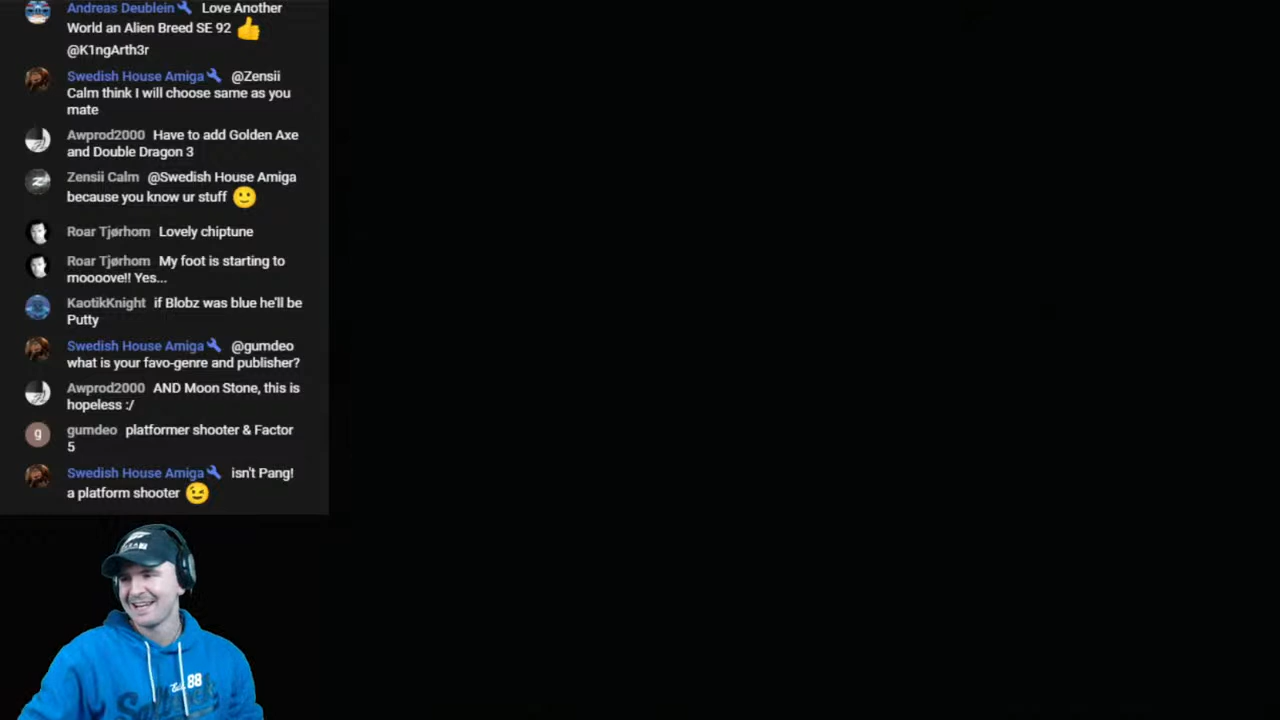 Andreas Deublein Love Another
World an Alien Breed SE 92 👍
@K1ngArth3r
Swedish House Amiga @Zensii
Calm think I will choose same as you
mate
Awprod2000 Have to add Golden Axe
and Double Dragon 3
Zensii Calm @Swedish House Amiga
because you know ur stuff 🙂
Roar Tjørhom Lovely chiptune
Roar Tjørhom My foot is starting to
moooove!! Yes...
KaotikKnight if Blobz was blue he'll be
Putty
Swedish House Amiga @gumdeo
what is your favo-genre and publisher?
Awprod2000 AND Moon Stone, this is
hopeless :/
g
gumdeo platformer shooter & Factor
5
Swedish House Amiga isn't Pang!
a platform shooter 😉
88